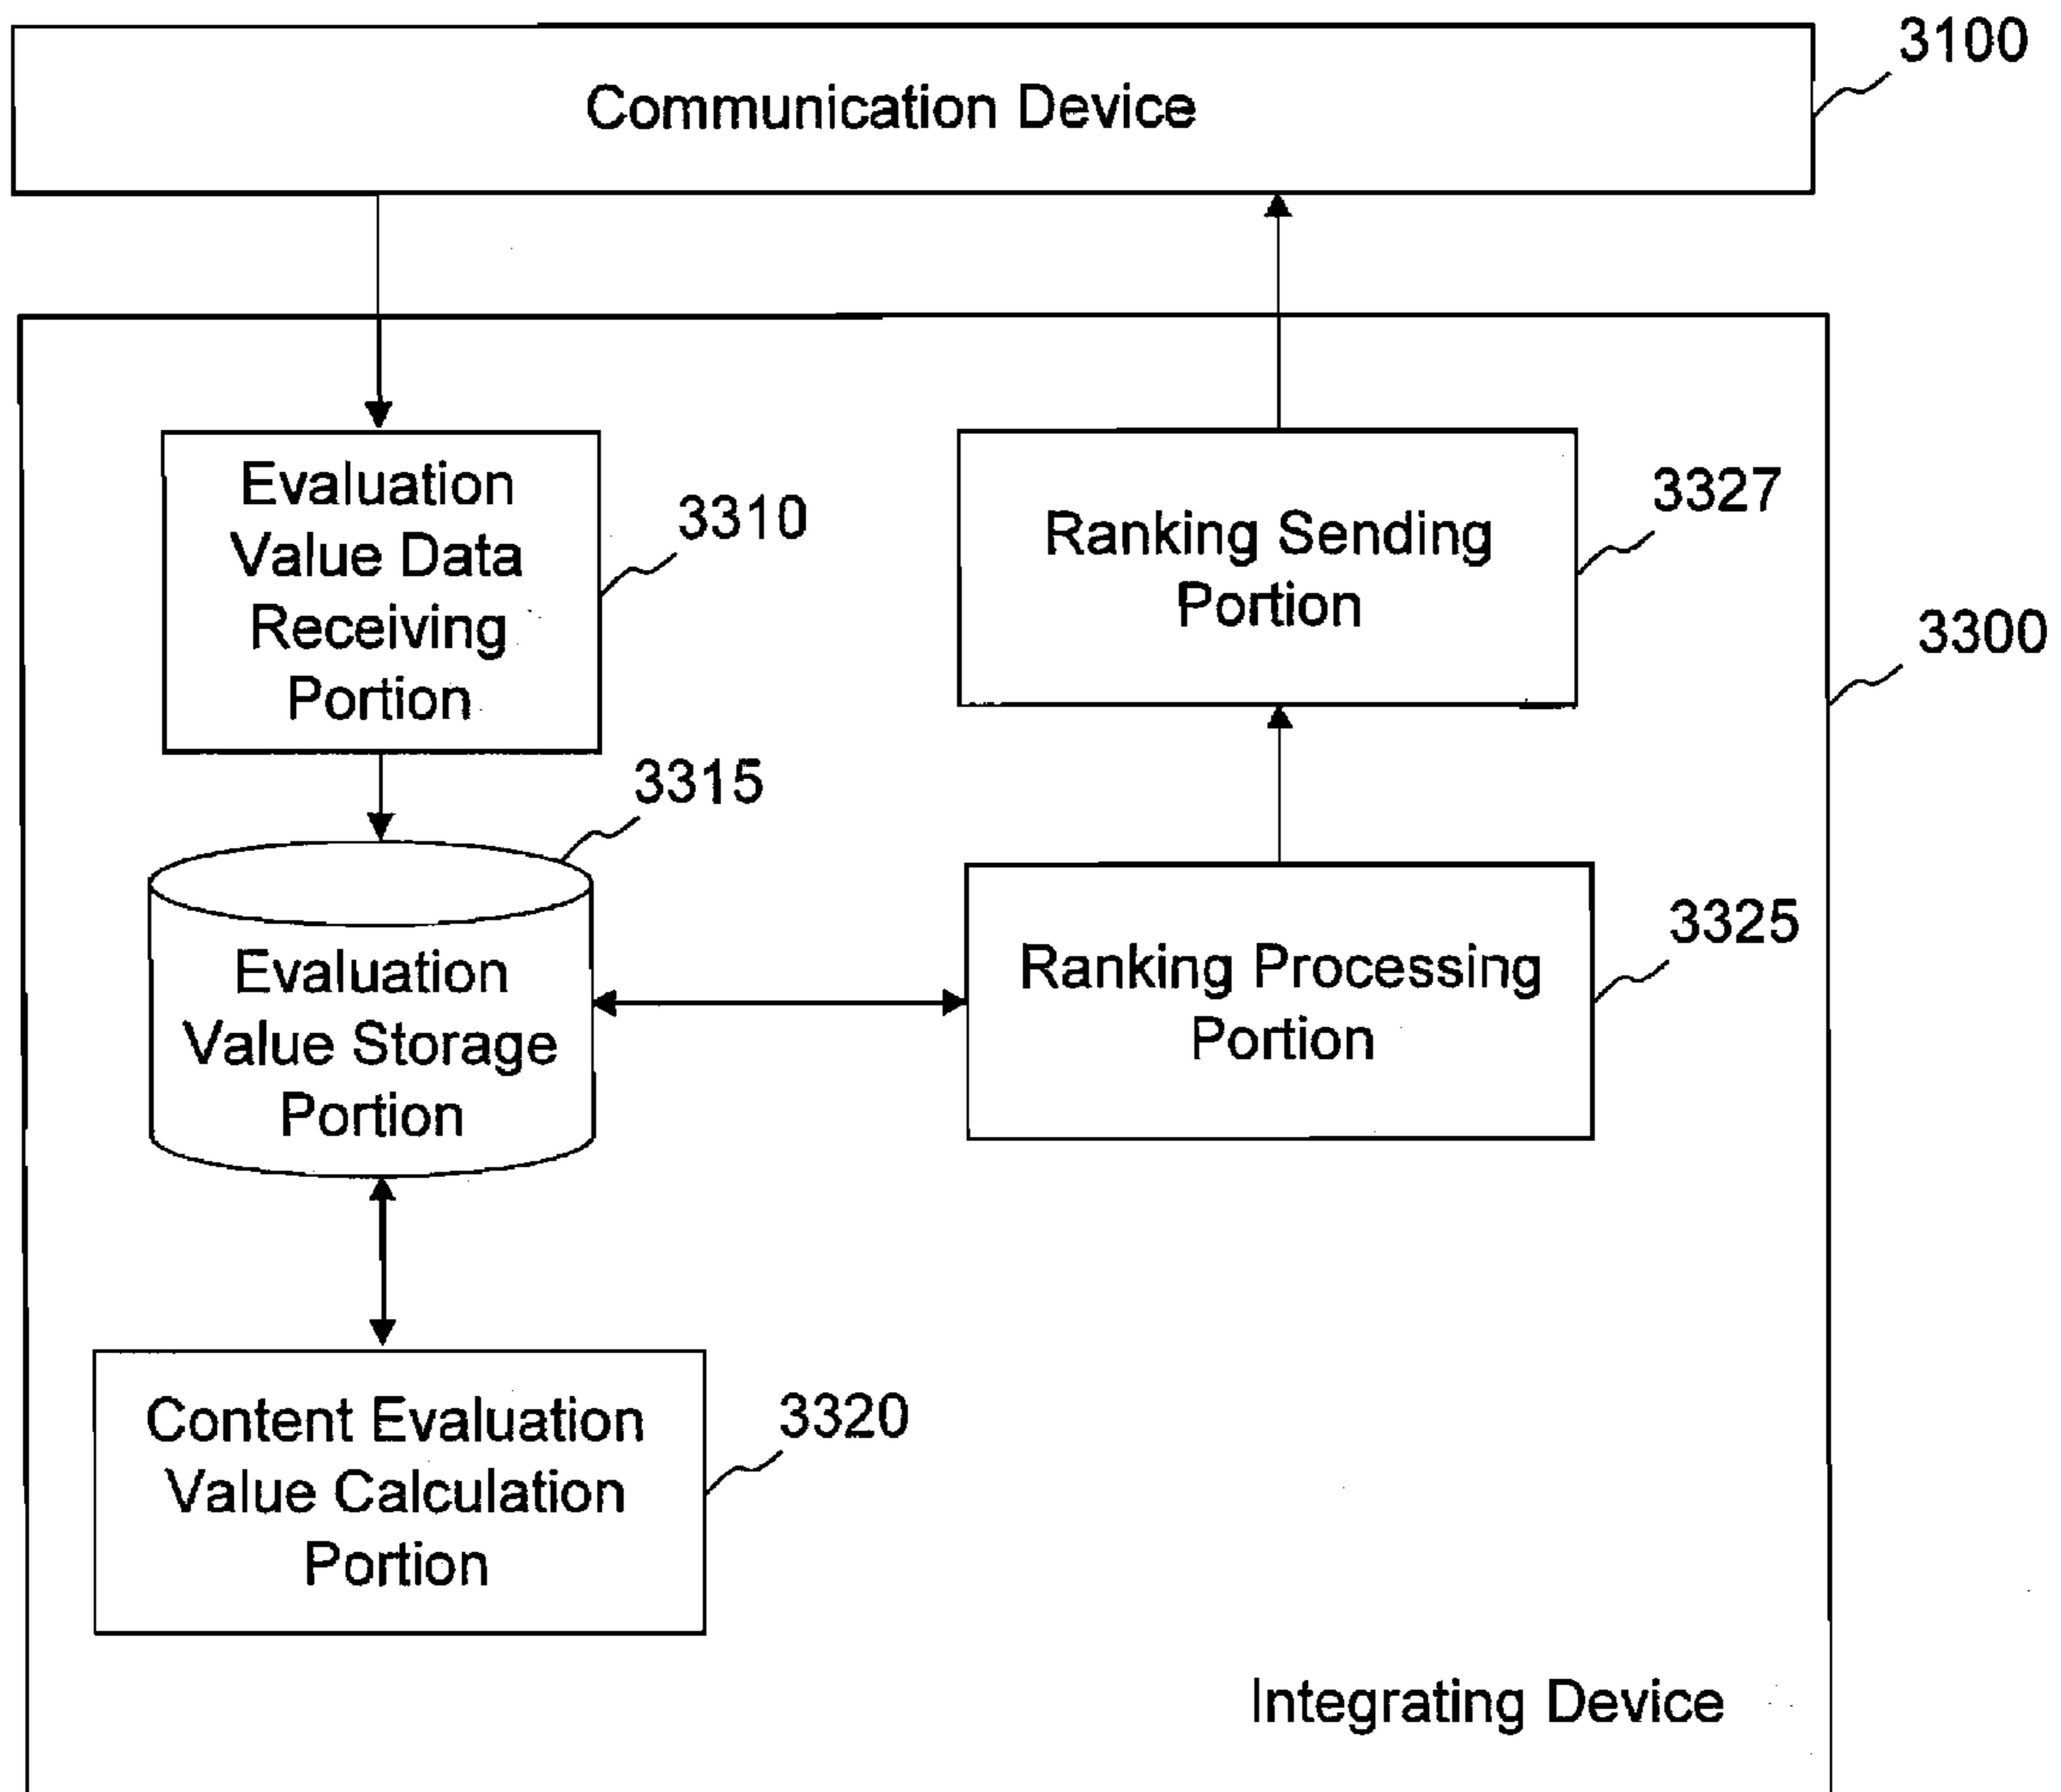 3100
Communication Device
Evaluation
Value Data
Receiving
Portion
3310
Ranking Sending
Portion
3327
3300
3315
Evaluation
Value Storage
Portion
Ranking Processing
Portion
3325
Content Evaluation
Value Calculation
Portion
3320
Integrating Device